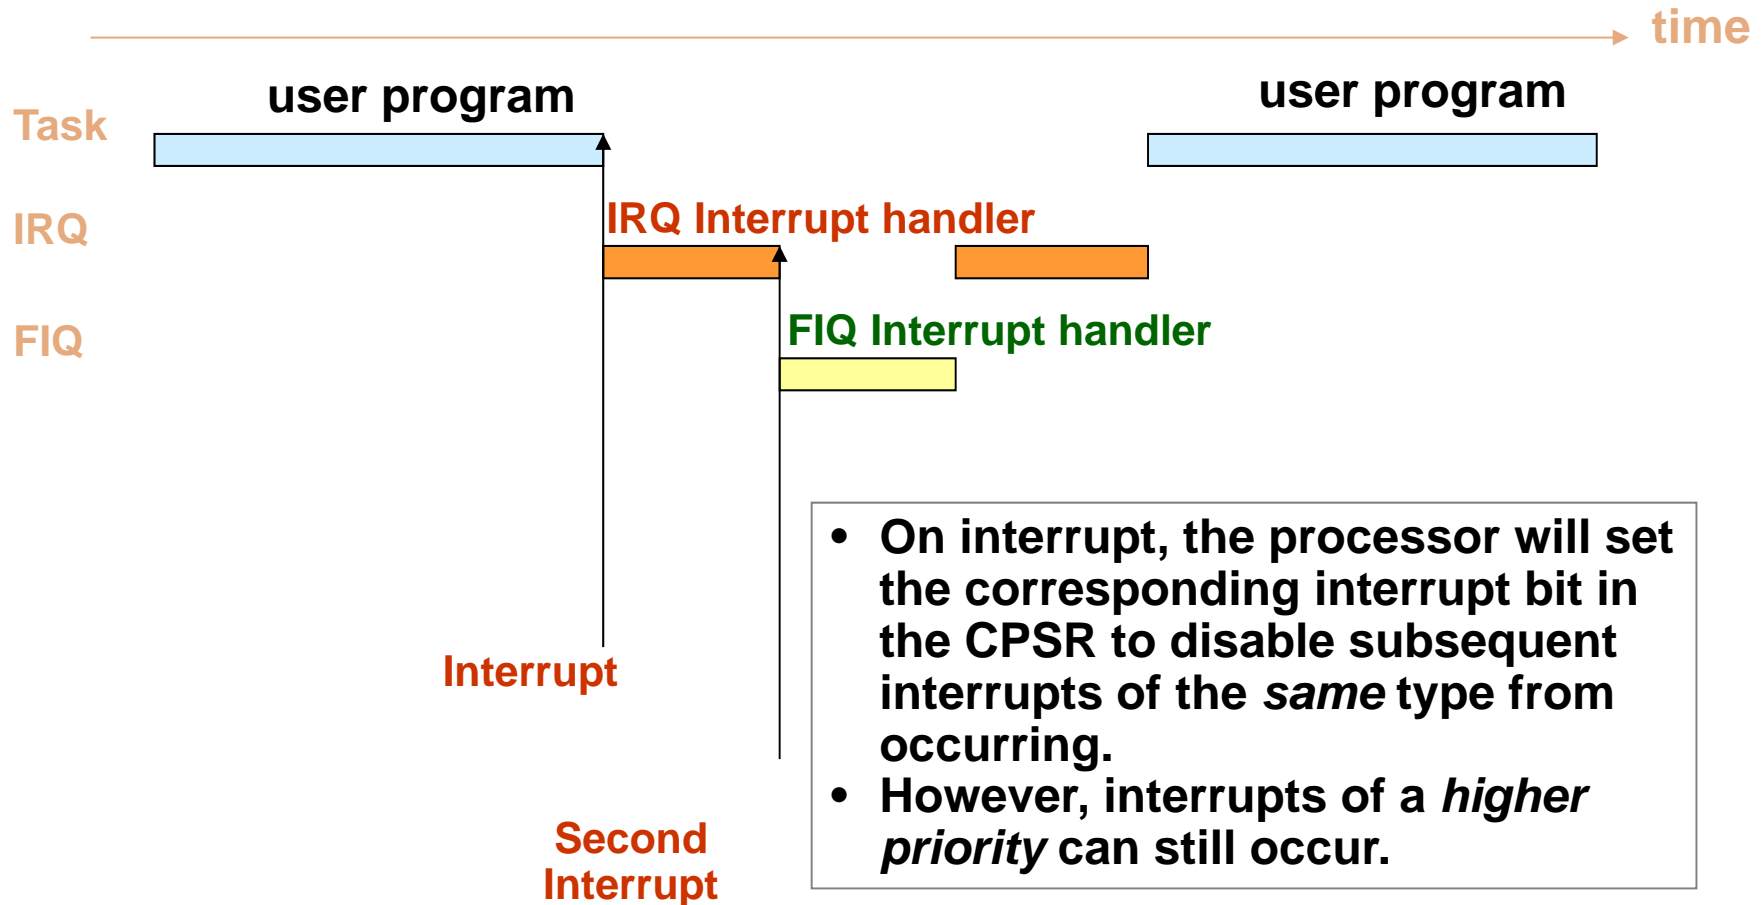 time
user program
user program
Task
IRQ
IRQ Interrupt handler
FIQ
FIQ Interrupt handler
Interrupt
Second
Interrupt
• On interrupt, the processor will set
the corresponding interrupt bit in
the CPSR to disable subsequent
interrupts of the same type from
occurring.
• However, interrupts of a higher
priority can still occur.